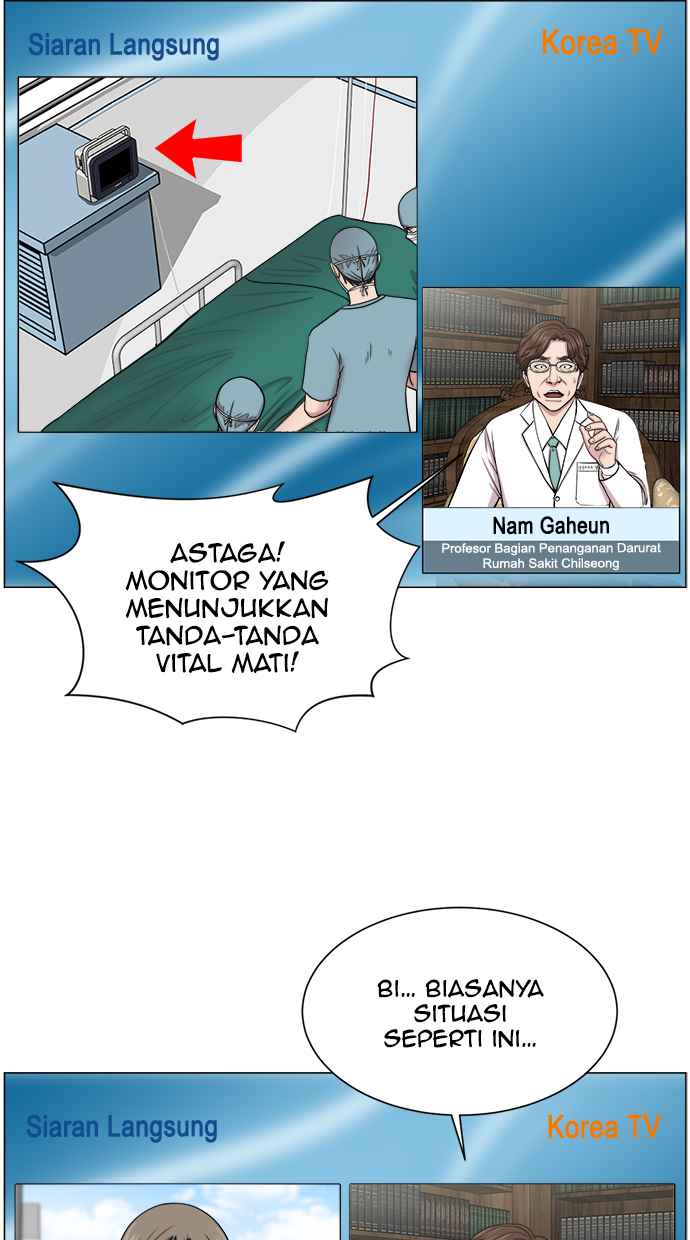 Siaran Langsung
Korea TV
Nam Gaheun
Profesor Bagian Penanganan Darurat
Rumah Sakit Chilseong
ASTAGA!
MONITOR YANG
MENUNJUKKAN
TANDA-TANDA
VITAL MATI!
BI... BIASANYA
SITUASI
SEPERTI INI...
Siaran Langsung
Korea TV